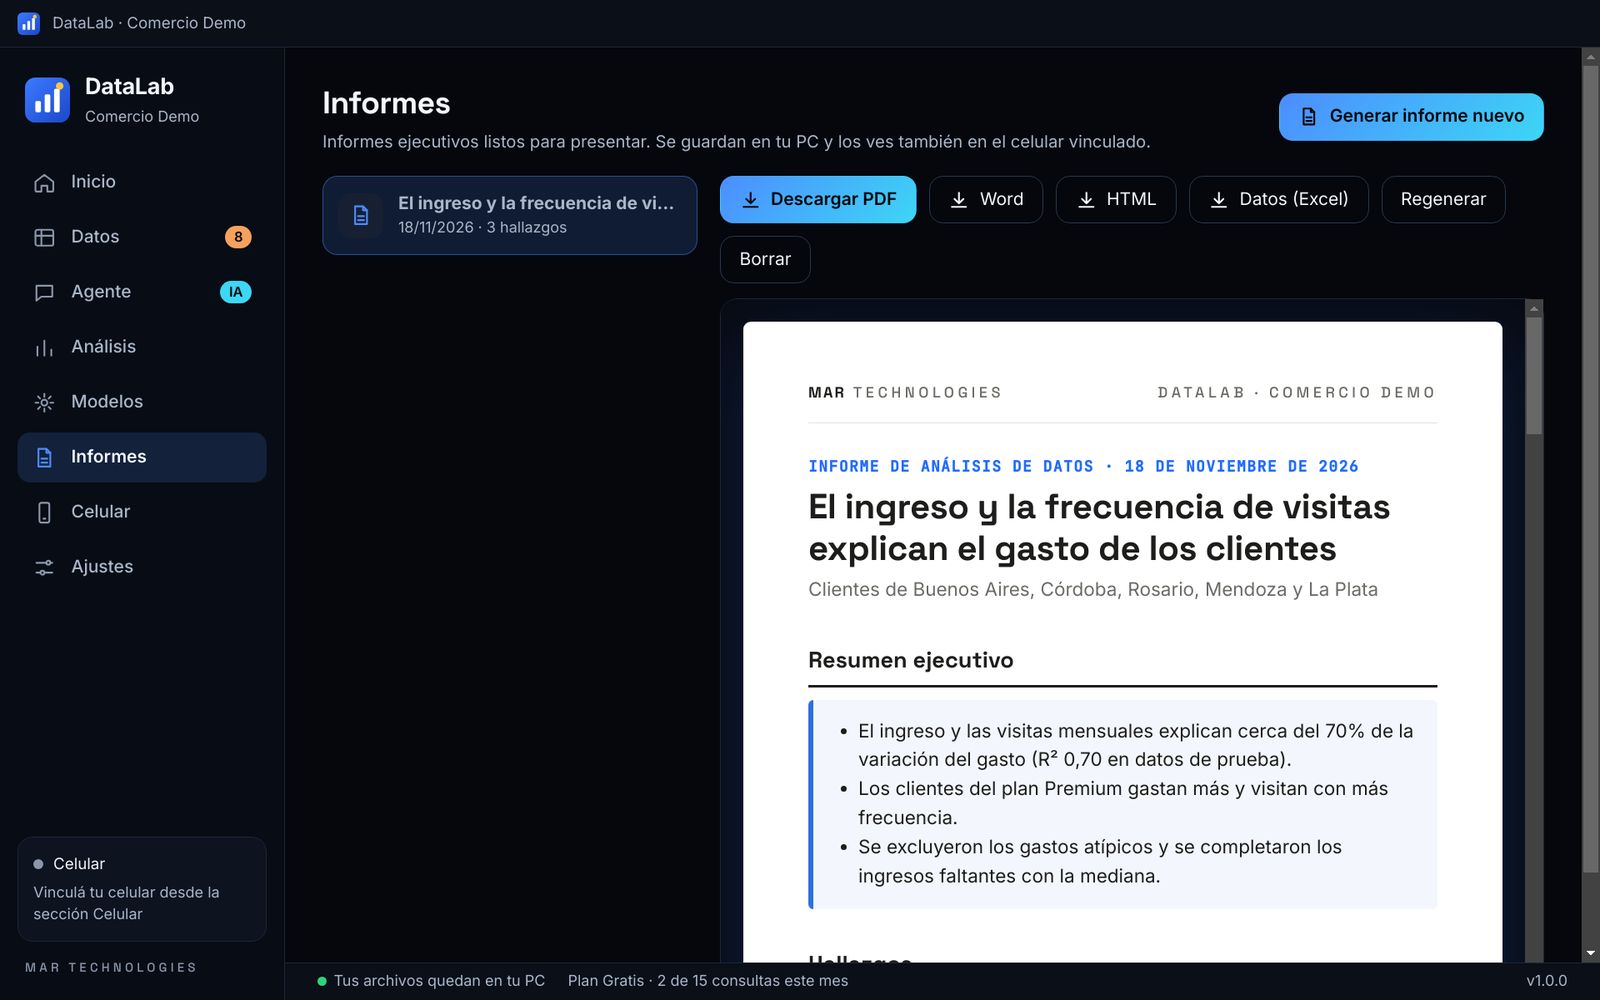 DataLab · Comercio Demo
DataLab
Comercio Demo
Inicio
Datos 8
Agente IA
Análisis
Modelos
Informes
Celular
Ajustes
Celular
Vinculá tu celular desde la
sección Celular
MAR TECHNOLOGIES
Informes
Informes ejecutivos listos para presentar. Se guardan en tu PC y los ves también en el celular vinculado.
Generar informe nuevo
El ingreso y la frecuencia de vi...
18/11/2026 · 3 hallazgos
Descargar PDF
Word
HTML
Datos (Excel)
Regenerar
Borrar
MAR TECHNOLOGIES
DATALAB · COMERCIO DEMO
INFORME DE ANÁLISIS DE DATOS · 18 DE NOVIEMBRE DE 2026
El ingreso y la frecuencia de visitas
explican el gasto de los clientes
Clientes de Buenos Aires, Córdoba, Rosario, Mendoza y La Plata
Resumen ejecutivo
• El ingreso y las visitas mensuales explican cerca del 70% de la
variación del gasto (R² 0,70 en datos de prueba).
• Los clientes del plan Premium gastan más y visitan con más
frecuencia.
• Se excluyeron los gastos atípicos y se completaron los
ingresos faltantes con la mediana.
Hallazgos
Tus archivos quedan en tu PC
Plan Gratis · 2 de 15 consultas este mes
v1.0.0